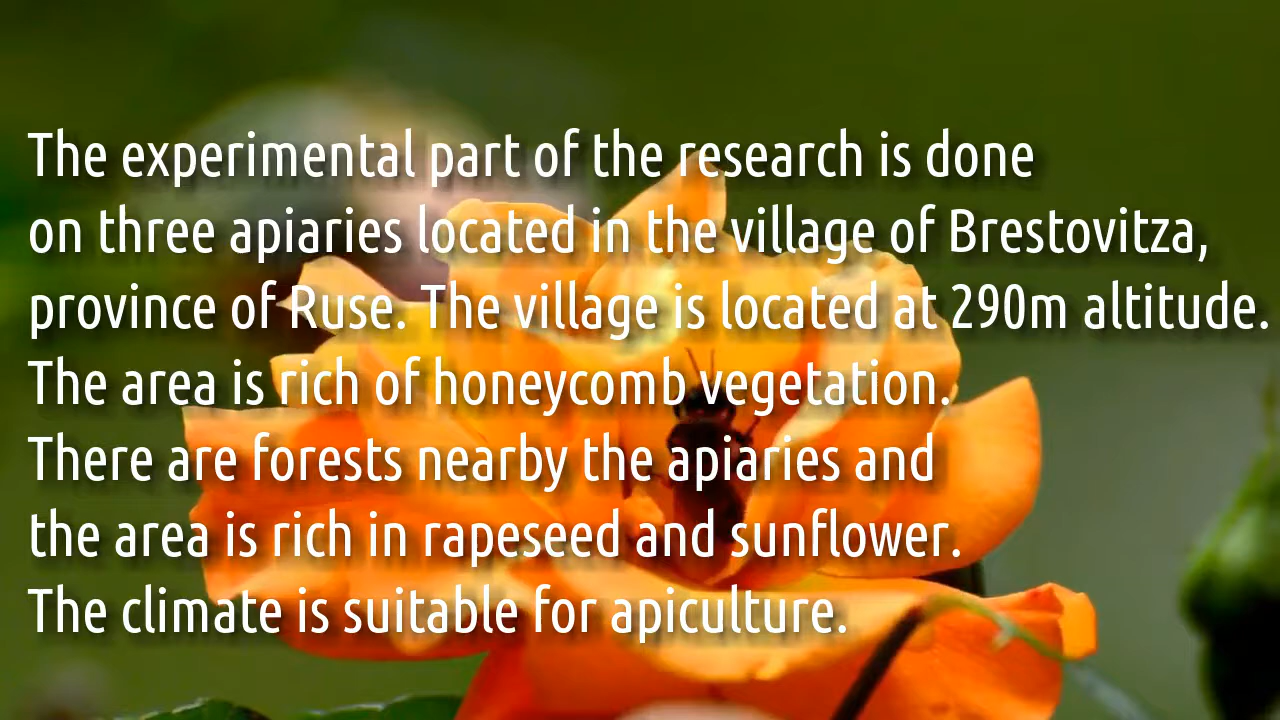 The experimental part of the research is done
on three apiaries located in the village of Brestovitza,
province of Ruse. The village is located at 290m altitude.
The area is rich of honeycomb vegetation.
There are forests nearby the apiaries and
the area is rich in rapeseed and sunflower.
The climate is suitable for apiculture.